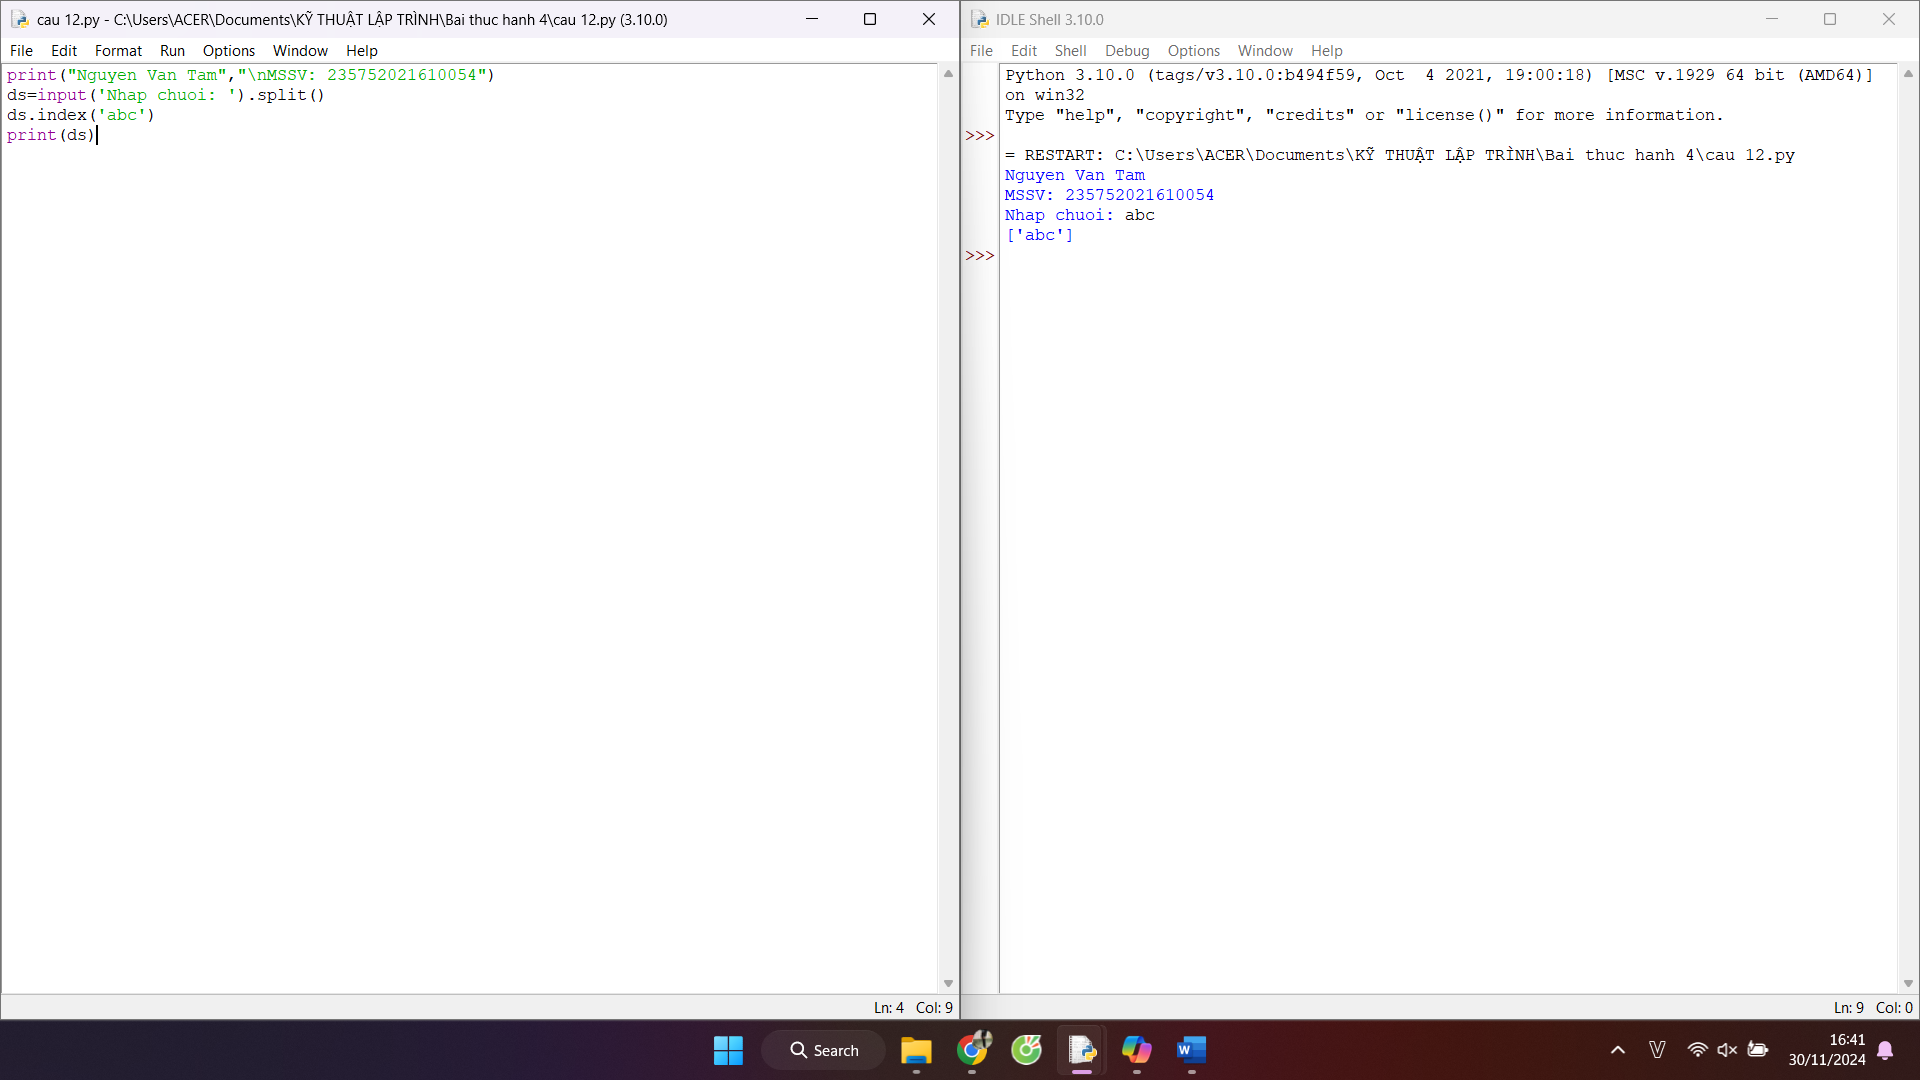 cau 12.py - C:\Users\ACER\Documents\KỸ THUẬT LẬP TRÌNH\Bai thuc hanh 4\cau 12.py (3.10.0)
File Edit Format Run Options Window Help
print("Nguyen Van Tam","\nMSSV: 235752021610054")
ds=input('Nhap chuoi: ').split()
ds.index('abc')
print(ds)
Ln: 4 Col: 9
IDLE Shell 3.10.0
File Edit Shell Debug Options Window Help
Python 3.10.0 (tags/v3.10.0:b494f59, Oct  4 2021, 19:00:18) [MSC v.1929 64 bit (AMD64)]
on win32
Type "help", "copyright", "credits" or "license()" for more information.
>>>
= RESTART: C:\Users\ACER\Documents\KỸ THUẬT LẬP TRÌNH\Bai thuc hanh 4\cau 12.py
Nguyen Van Tam
MSSV: 235752021610054
Nhap chuoi: abc
['abc']
>>>
Ln: 9 Col: 0
Search
16:41
30/11/2024